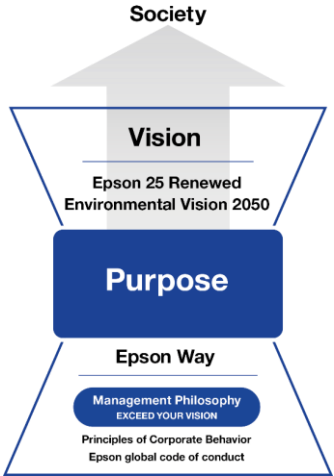 Society
Vision
Epson 25 Renewed
Environmental Vision 2050
Purpose
Epson Way
Management Philosophy
EXCEED YOUR VISION
Principles of Corporate Behavior
Epson global code of conduct